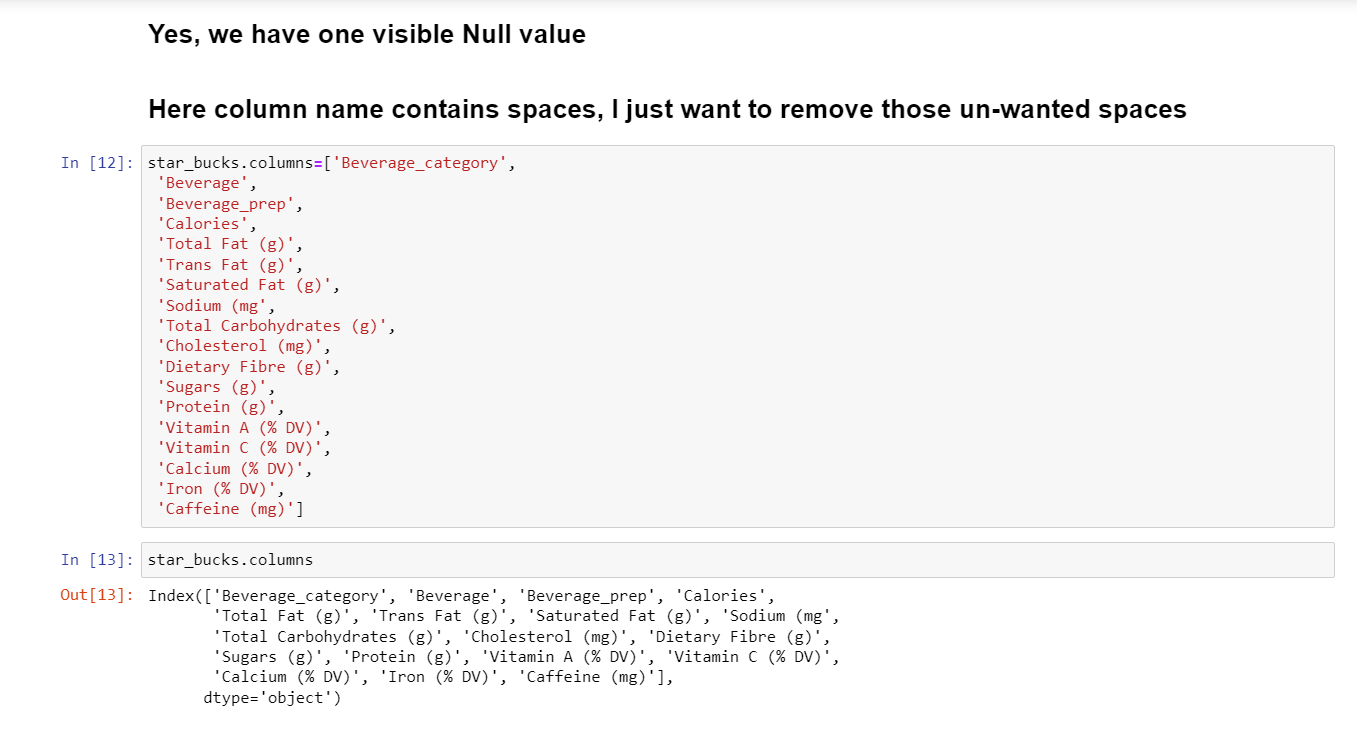 Yes, we have one visible Null value
Here column name contains spaces, I just want to remove those un-wanted spaces
In [12]: star_bucks.columns=['Beverage_category',
'Beverage',
'Beverage_prep',
'Calories',
'Total Fat (g)',
'Trans Fat (g)',
'Saturated Fat (g)',
'Sodium (mg',
'Total Carbohydrates (g)',
'Cholesterol (mg)',
'Dietary Fibre (g)',
'Sugars (g)',
'Protein (g)',
'Vitamin A (% DV)',
'Vitamin C (% DV)',
'Calcium (% DV)',
'Iron (% DV)',
'Caffeine (mg)']
In [13]: star_bucks.columns
Out[13]: Index(['Beverage_category', 'Beverage', 'Beverage_prep', 'Calories',
'Total Fat (g)', 'Trans Fat (g)', 'Saturated Fat (g)', 'Sodium (mg',
'Total Carbohydrates (g)', 'Cholesterol (mg)', 'Dietary Fibre (g)',
'Sugars (g)', 'Protein (g)', 'Vitamin A (% DV)', 'Vitamin C (% DV)',
'Calcium (% DV)', 'Iron (% DV)', 'Caffeine (mg)'],
dtype='object')